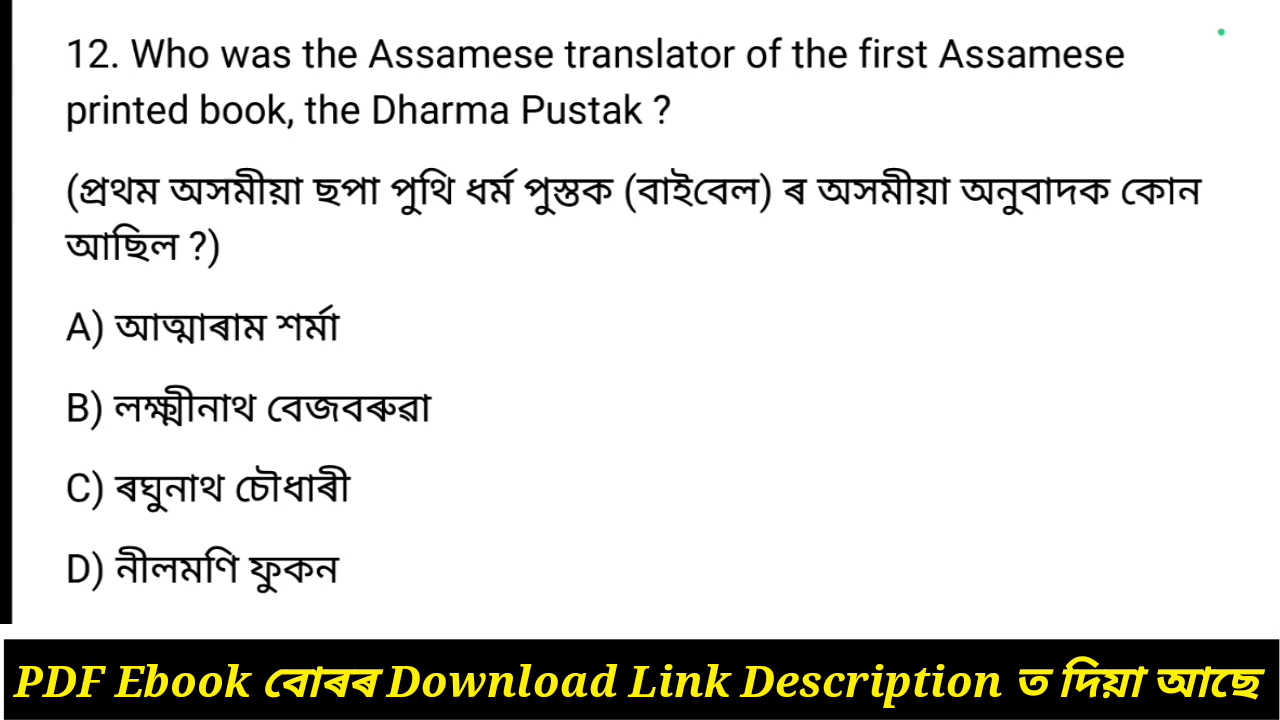 12. Who was the Assamese translator of the first Assamese
printed book, the Dharma Pustak ?
(প্ৰথম অসমীয়া ছপা পুথি ধৰ্ম পুস্তক (বাইবেল) ৰ অসমীয়া অনুবাদক কোন
আছিল ?)
A) আত্মাৰাম শৰ্মা
B) লক্ষ্মীনাথ বেজবৰুৱা
C) ৰঘুনাথ চৌধাৰী
D) নীলমণি ফুকন
PDF Ebook বোৰৰ Download Link Description ত দিয়া আছে